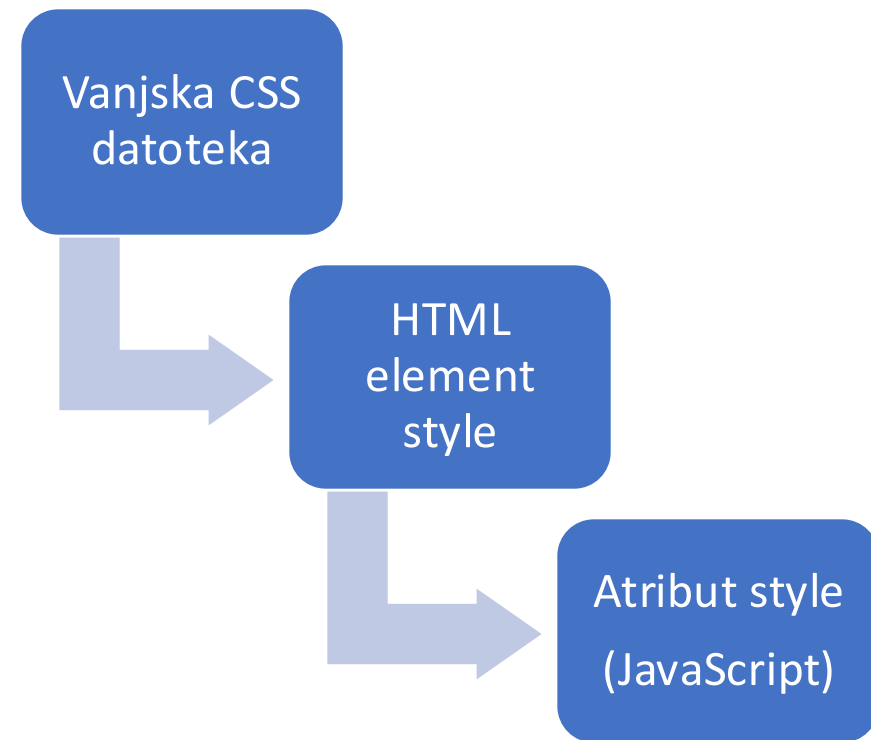 Vanjska CSS
datoteka
HTML
element
style
Atribut style
(JavaScript)